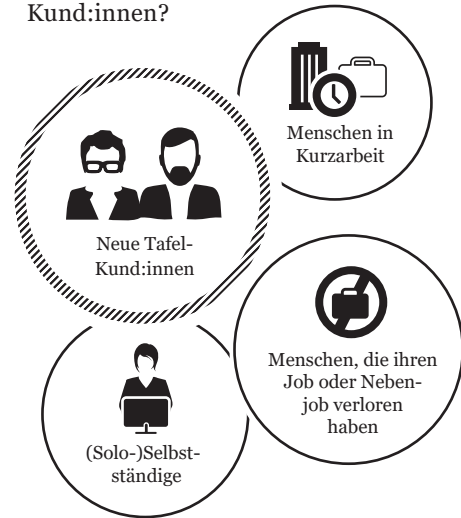 Kund:innen?
Menschen in
Kurzarbeit
Neue Tafel-
Kund:innen
Menschen, die ihren
Job oder Neben-
job verloren
haben
(Solo-)Selbst-
ständige